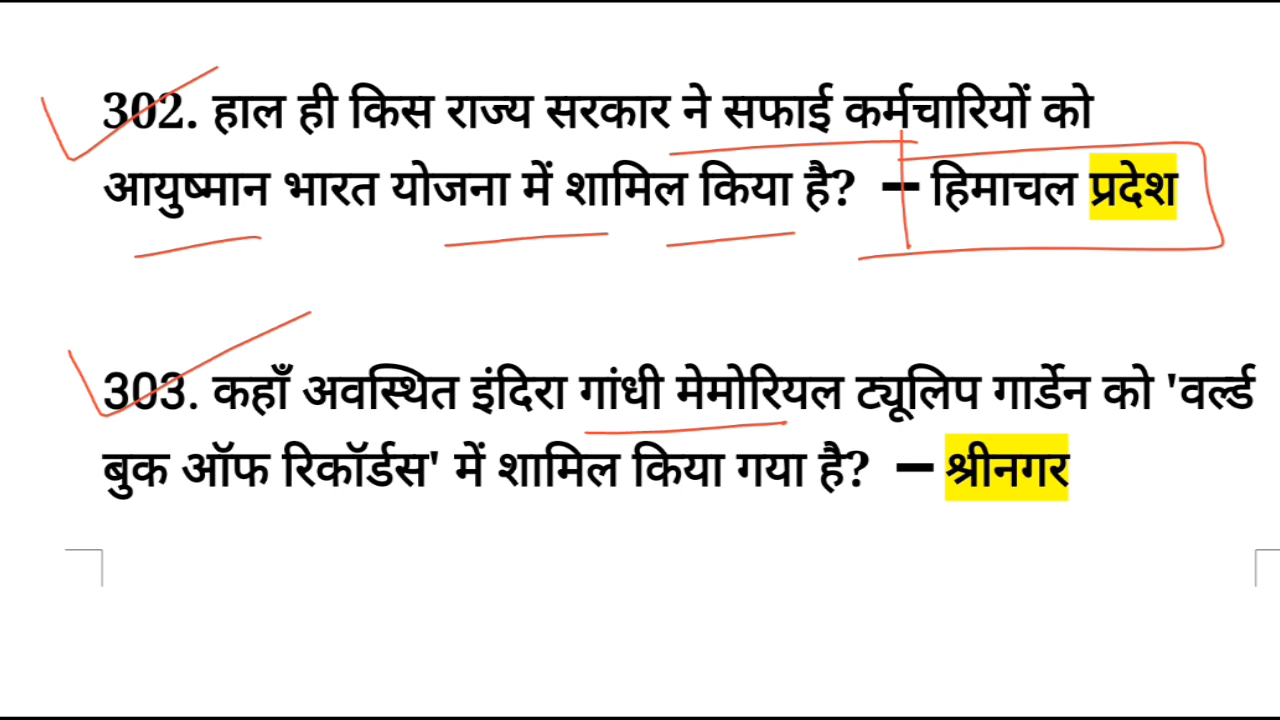 302. हाल ही किस राज्य सरकार ने सफाई कर्मचारियों को
आयुष्मान भारत योजना में शामिल किया है? – हिमाचल प्रदेश
303. कहाँ अवस्थित इंदिरा गांधी मेमोरियल ट्यूलिप गार्डेन को 'वर्ल्ड
बुक ऑफ रिकॉर्डस' में शामिल किया गया है? – श्रीनगर